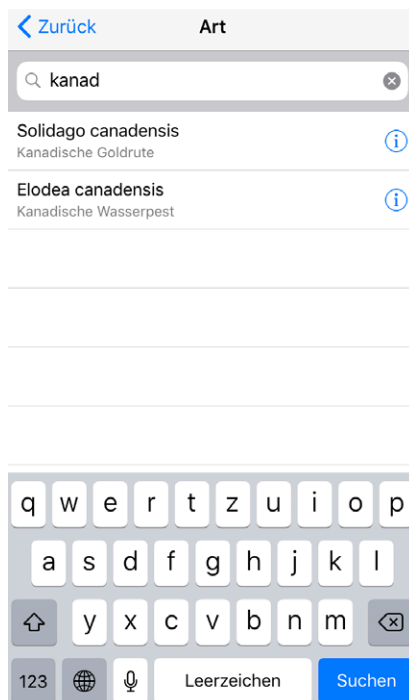 Zurück Art
kanad
Solidago canadensis
Kanadische Goldrute
Elodea canadensis
Kanadische Wasserpest
q w e r t z u i o p
a s d f g h j k l
y x c v b n m
123 Leerzeichen Suchen